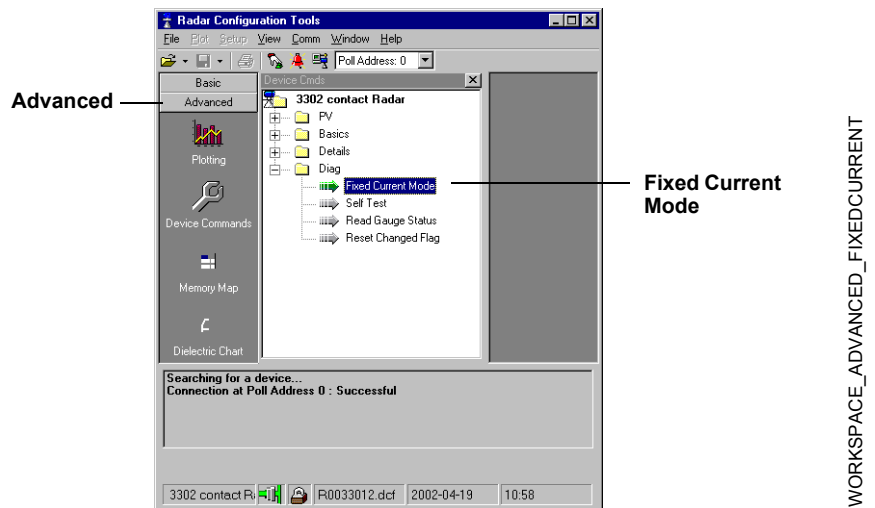 Radar Configuration Tools
File Plot Setup View Comm Window Help
Poll Address: 0
Basic
Advanced
Plotting
Device Commands
Memory Map
Dielectric Chart
Device Cmds
3302 contact Radar
PV
Basics
Details
Diag
Fixed Current Mode
Self Test
Read Gauge Status
Reset Changed Flag
Advanced
Fixed Current
Mode
Searching for a device...
Connection at Poll Address 0 : Successful
3302 contact R
R0033012.dcf
2002-04-19
10:58
WORKSPACE_ADVANCED_FIXEDCURRENT